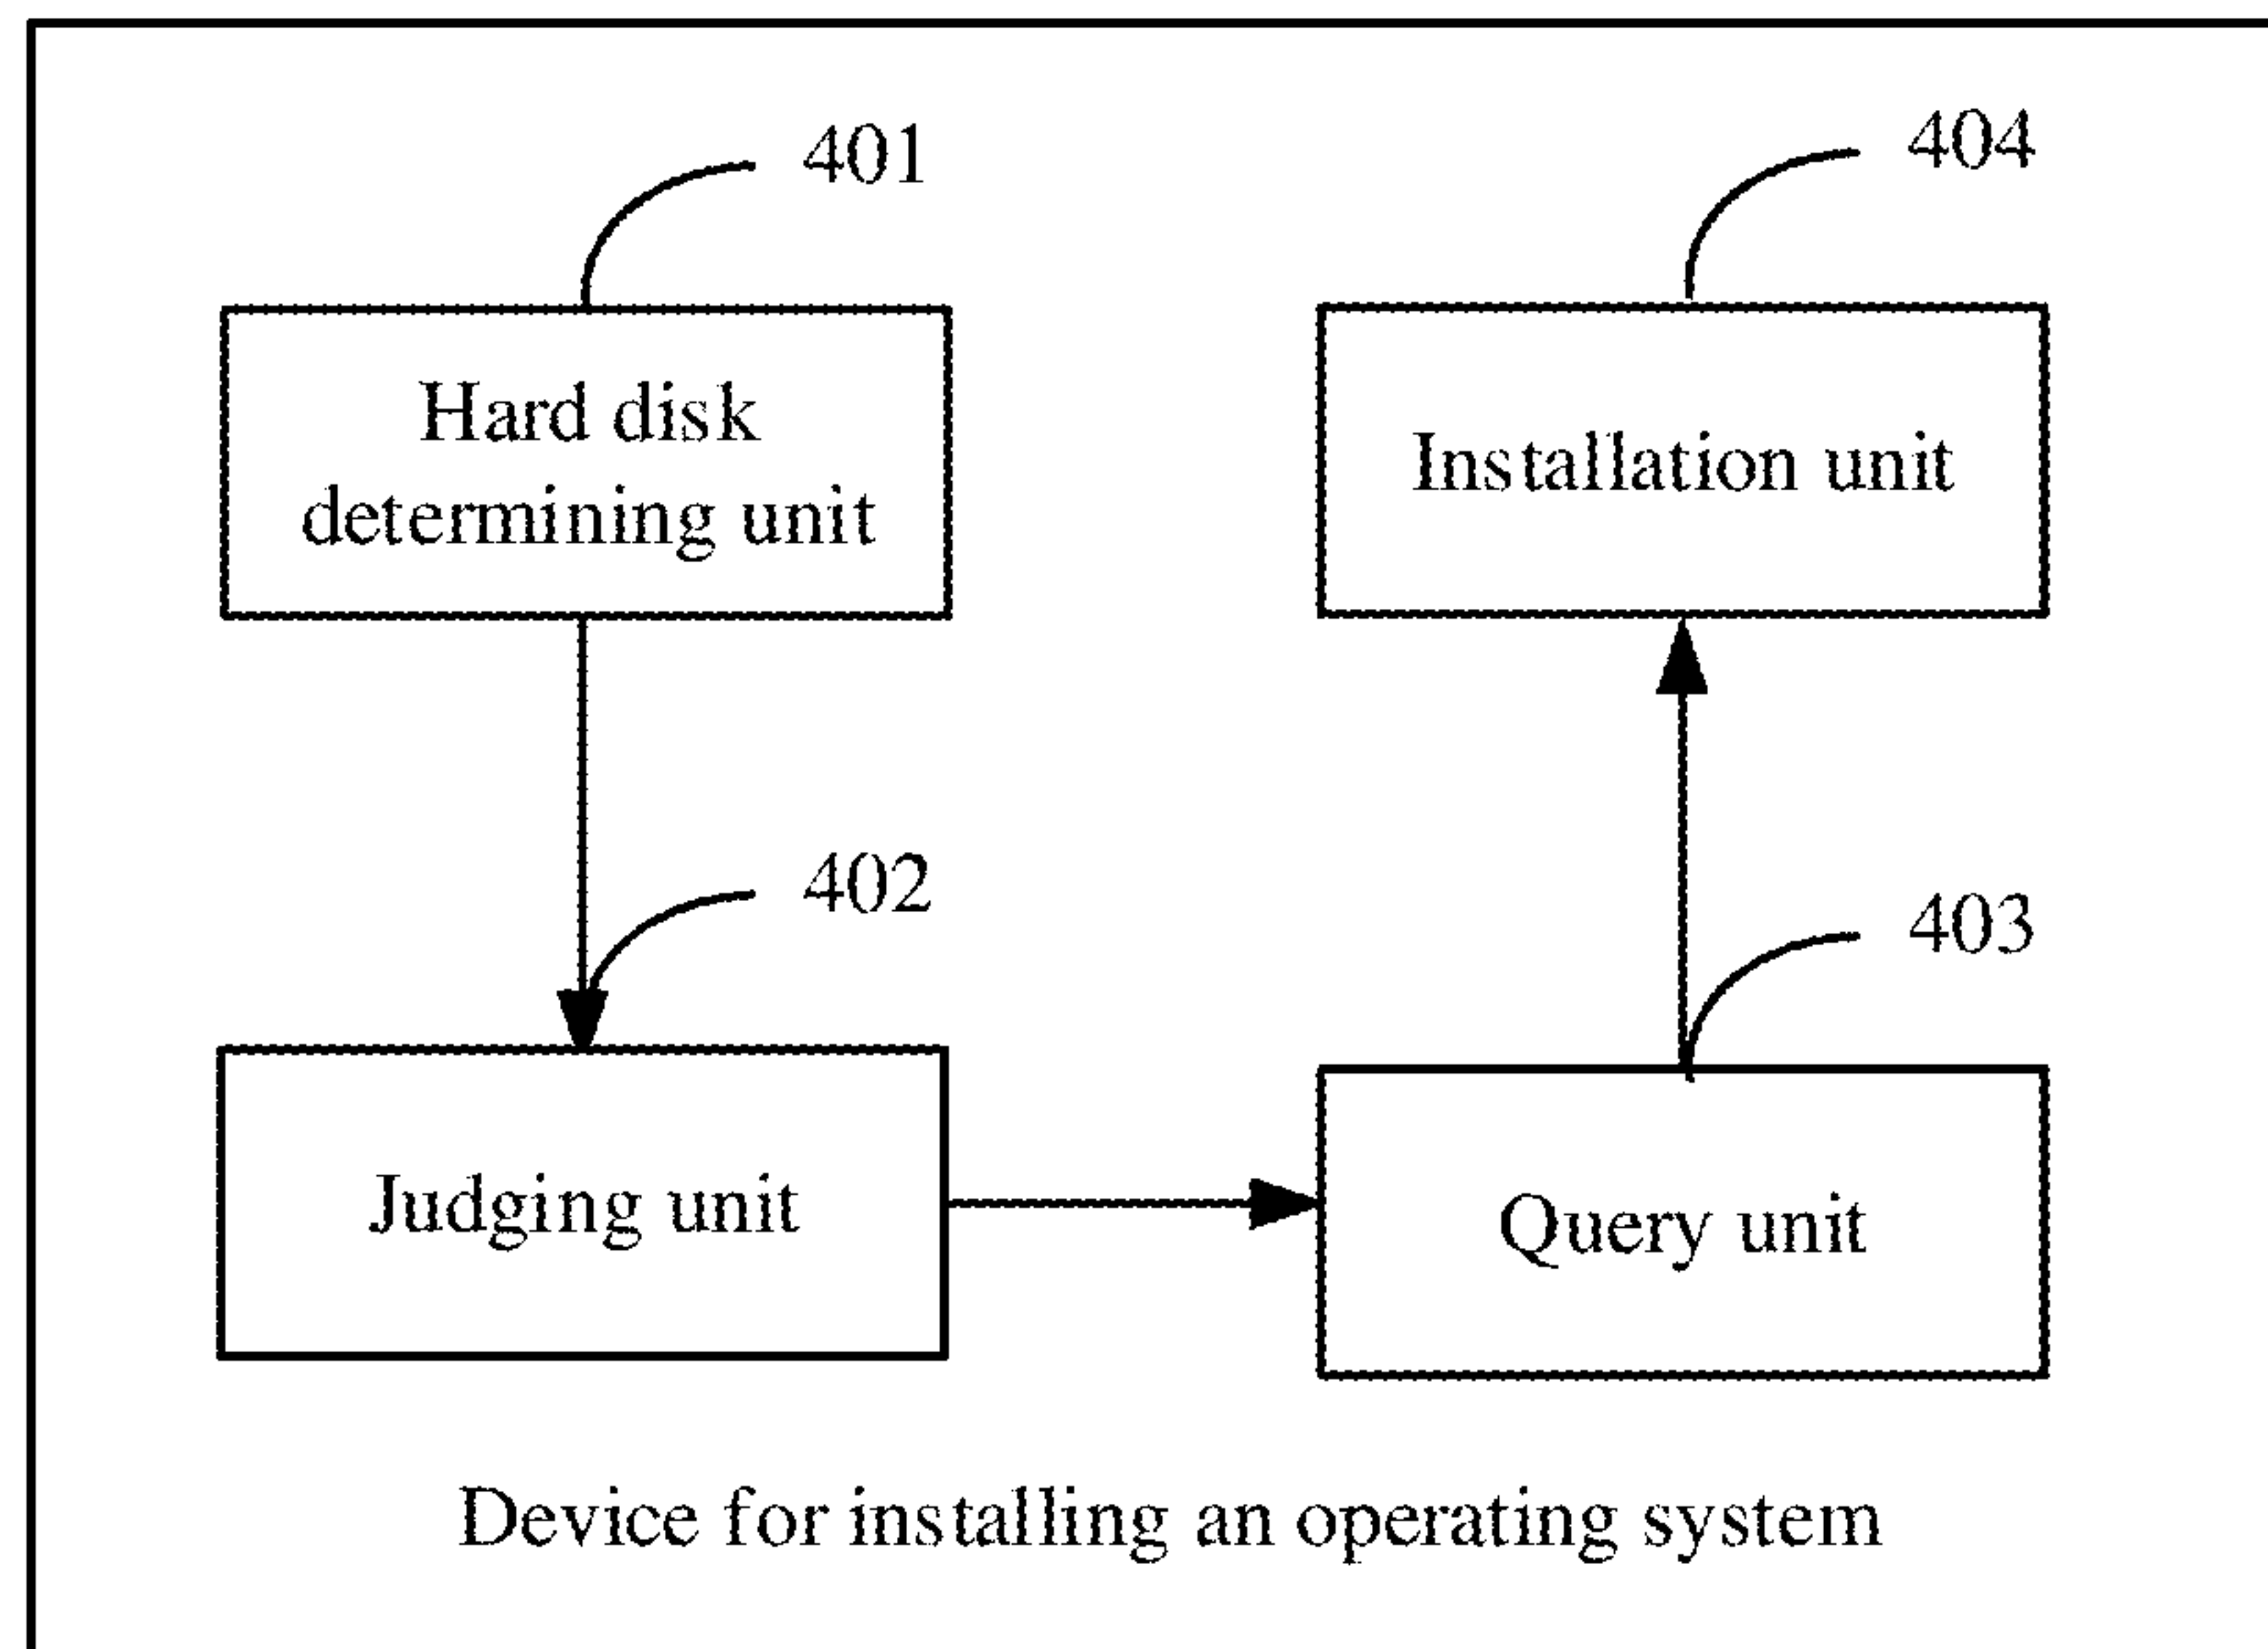 401
404
Hard disk
determining unit
Installation unit
402
403
Judging unit
Query unit
Device for installing an operating system